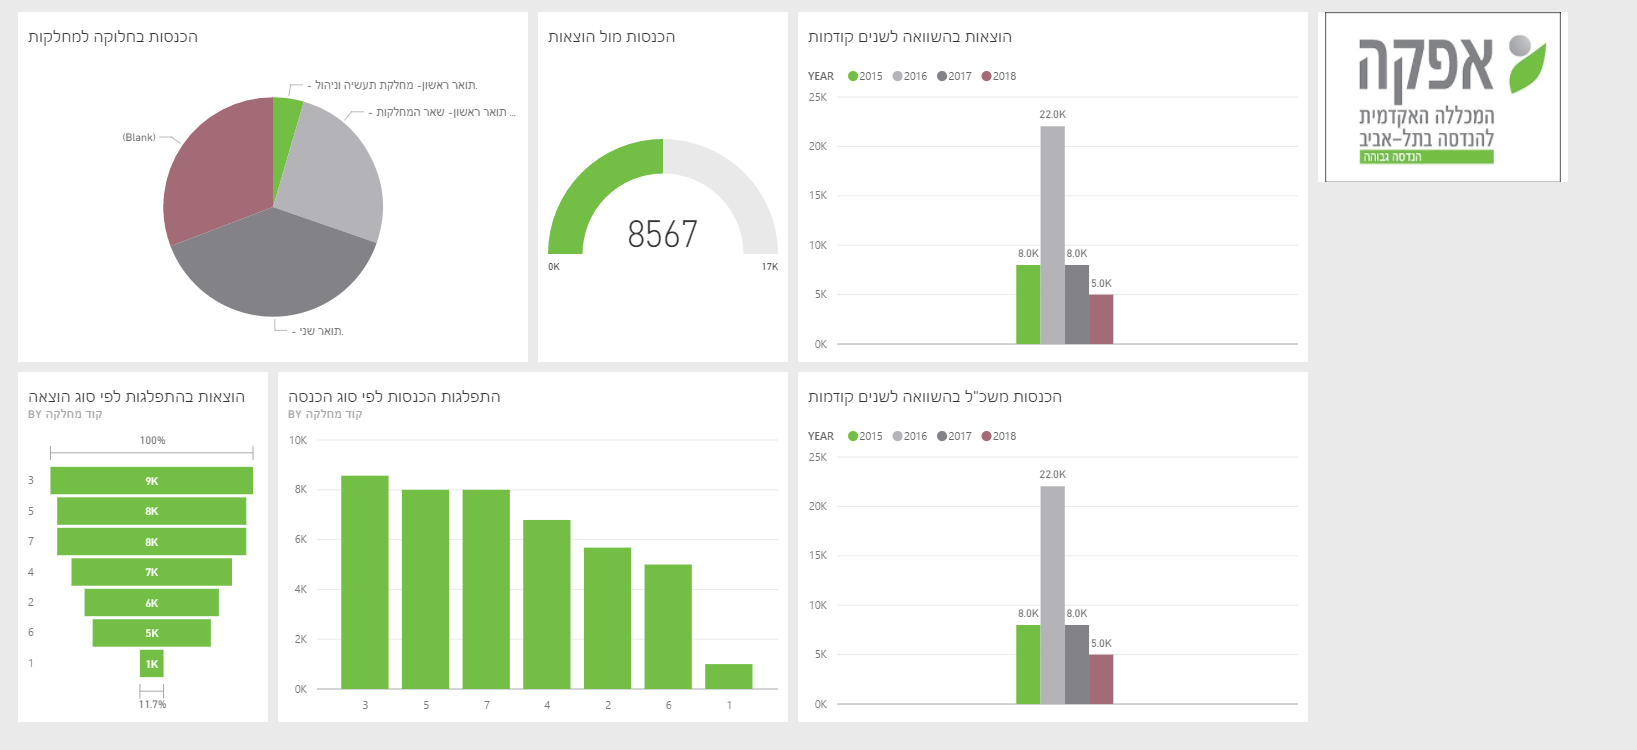 הכנסות בחלוקה למחלקות
- תואר ראשון- מחלקת תעשיה וניהול.
- תואר ראשון- שאר המחלקות ...
(Blank)
- תואר שני.
הכנסות מול הוצאות
8567
0K
17K
הוצאות בהשוואה לשנים קודמות
YEAR 2015 2016 2017 2018
25K
20K
15K
10K
5K
0K
8.0K
22.0K
8.0K
5.0K
אפקה
המכללה האקדמית
להנדסה בתל-אביב
הנדסה גבוהה
הוצאות בהתפלגות לפי סוג הוצאה
BY קוד מחלקה
100%
3 9K
5 8K
7 8K
4 7K
2 6K
6 5K
1 1K
11.7%
התפלגות הכנסות לפי סוג הכנסה
BY קוד מחלקה
10K
8K
6K
4K
2K
0K
3 5 7 4 2 6 1
הכנסות משכ"ל בהשוואה לשנים קודמות
YEAR 2015 2016 2017 2018
25K
20K
15K
10K
5K
0K
8.0K
22.0K
8.0K
5.0K